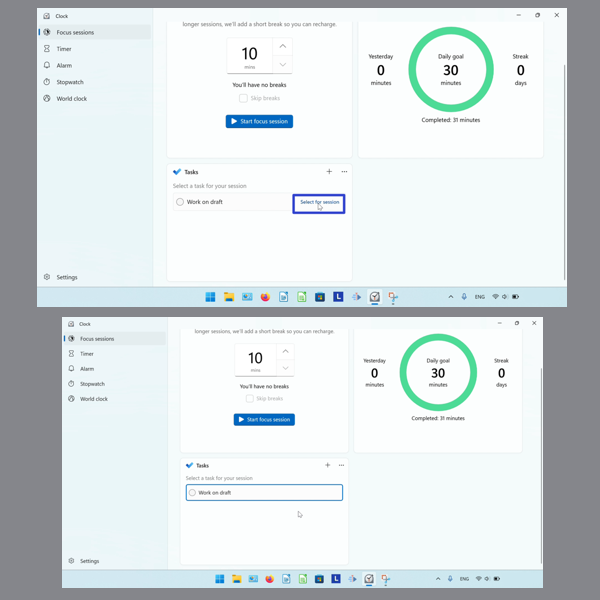 Clock
Focus sessions
Timer
Alarm
Stopwatch
World clock
Settings
longer sessions, we'll add a short break so you can recharge.
10
mins
You'll have no breaks
Skip breaks
Start focus session
Yesterday
0
minutes
Daily goal
30
minutes
Streak
0
days
Completed: 31 minutes
Tasks
Select a task for your session
Work on draft
Select for session
L
ENG
Clock
Focus sessions
Timer
Alarm
Stopwatch
World clock
Settings
longer sessions, we'll add a short break so you can recharge.
10
mins
You'll have no breaks
Skip breaks
Start focus session
Yesterday
0
minutes
Daily goal
30
minutes
Streak
0
days
Completed: 31 minutes
Tasks
Select a task for your session
Work on draft
L
ENG